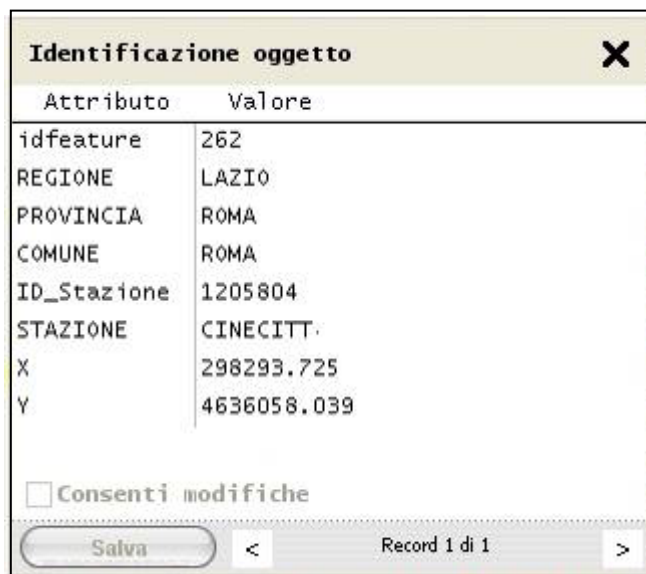 Identificazione oggetto
Attributo Valore
idfeature 262
REGIONE LAZIO
PROVINCIA ROMA
COMUNE ROMA
ID_Stazione 1205804
STAZIONE CINECITT·
X 298293.725
Y 4636058.039
Consenti modifiche
Salva < Record 1 di 1 >